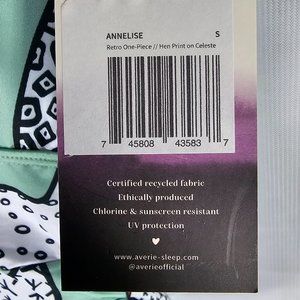 ANNELISE S
Retro One-Piece // Hen Print on Celeste
7 45808 43583 7
Certified recycled fabric
Ethically produced
Chlorine & sunscreen resistant
UV protection
www.averie-sleep.com
@averieofficial